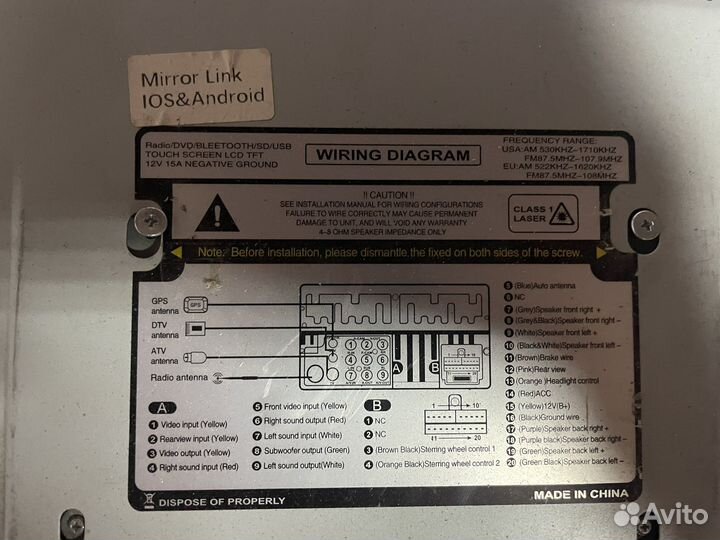 Mirror Link
IOS&Android
Radio/DVD/BLEETOOTH/SD/USB
TOUCH SCREEN LCD TFT
12V 15A NEGATIVE GROUND
WIRING DIAGRAM
FREQUENCY RANGE:
USA:AM 530KHZ-1710KHZ
FM87.5MHZ-107.9MHZ
EU:AM 522KHZ-1620KHZ
FM87.5MHZ-108MHZ
!! CAUTION !!
SEE INSTALLATION MANUAL FOR WIRING CONFIGURATIONS
FAILURE TO WIRE CORRECTLY MAY CAUSE PERMANENT
DAMAGE TO UNIT, AND WILL VOID ANY WARRANTY
4-8 OHM SPEAKER IMPEDANCE ONLY
CLASS 1
LASER
Note: Before installation, please dismantle the fixed on both sides of the screw.
GPS
antenna
GPS
DTV
antenna
ATV
antenna
Radio antenna
1 2 3
4 5 6
7 8 9
A
B
A
1 Video input (Yellow)
2 Rearview input (Yellow)
3 Video output (Yellow)
4 Right sound input (Red)
5 Front video input (Yellow)
6 Right sound output (Red)
7 Left sound input (White)
8 Subwoofer output (Green)
9 Left sound output(White)
B
1 10
11 20
1 NC
2 NC
3 (Brown Black)Sterring wheel control 1
4 (Orange Black)Sterring wheel control 2
5 (Blue)Auto antenna
6 NC
7 (Grey)Speaker front right +
8 (Grey&Black)Speaker front right -
9 (White)Speaker front left +
10 (Black&White)Speaker front left -
11 (Brown)Brake wire
12 (Pink)Rear view
13 (Orange )Headlight control
14 (Red)ACC
15 (Yellow)12V(B+)
16 (Black)Ground wire
17 (Purple)Speaker back right +
18 (Purple black)Speaker back right -
19 (Green)Speaker back left +
20 (Green Black)Speaker back left -
DISPOSE OF PROPERLY
MADE IN CHINA
Avito